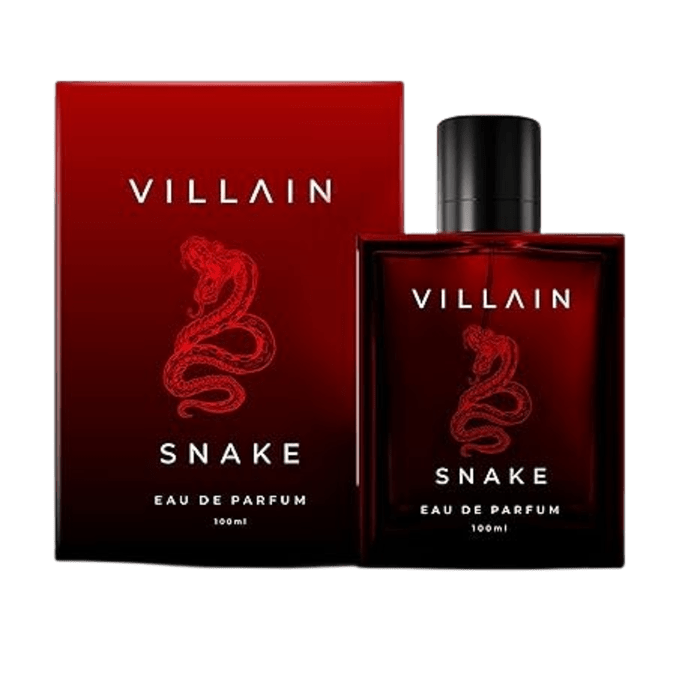 VILLAIN
SNAKE
EAU DE PARFUM
100ml
VILLAIN
SNAKE
EAU DE PARFUM
100ml